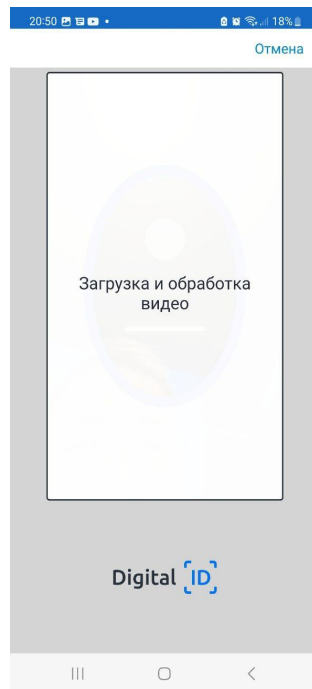 20:50 18%
Отмена
Загрузка и обработка
видео
Digital ID